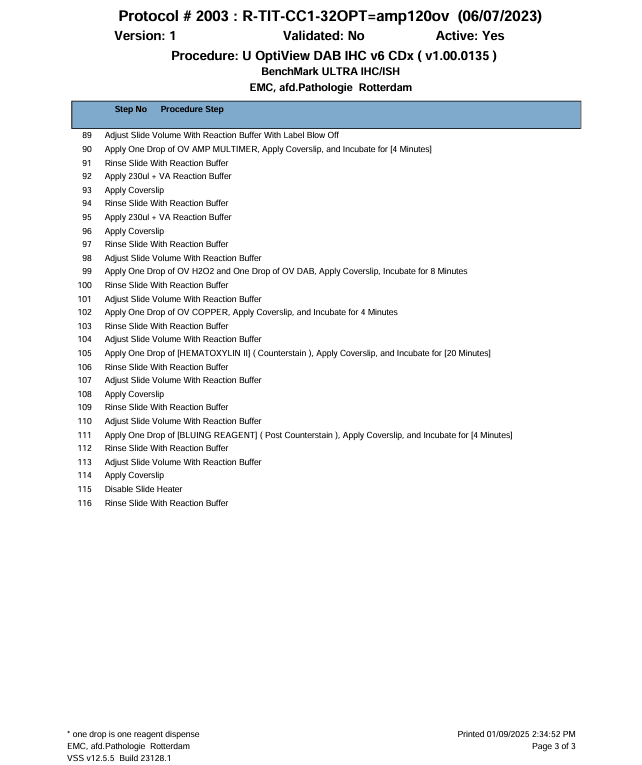 Protocol # 2003 : R-TIT-CC1-32OPT=amp120ov (06/07/2023)
Version: 1 Validated: No Active: Yes
Procedure: U OptiView DAB IHC v6 CDx ( v1.00.0135 )
BenchMark ULTRA IHC/ISH
EMC, afd.Pathologie Rotterdam
Step No Procedure Step
89 Adjust Slide Volume With Reaction Buffer With Label Blow Off
90 Apply One Drop of OV AMP MULTIMER, Apply Coverslip, and Incubate for [4 Minutes]
91 Rinse Slide With Reaction Buffer
92 Apply 230ul + VA Reaction Buffer
93 Apply Coverslip
94 Rinse Slide With Reaction Buffer
95 Apply 230ul + VA Reaction Buffer
96 Apply Coverslip
97 Rinse Slide With Reaction Buffer
98 Adjust Slide Volume With Reaction Buffer
99 Apply One Drop of OV H2O2 and One Drop of OV DAB, Apply Coverslip, Incubate for 8 Minutes
100 Rinse Slide With Reaction Buffer
101 Adjust Slide Volume With Reaction Buffer
102 Apply One Drop of OV COPPER, Apply Coverslip, and Incubate for 4 Minutes
103 Rinse Slide With Reaction Buffer
104 Adjust Slide Volume With Reaction Buffer
105 Apply One Drop of [HEMATOXYLIN II] ( Counterstain ), Apply Coverslip, and Incubate for [20 Minutes]
106 Rinse Slide With Reaction Buffer
107 Adjust Slide Volume With Reaction Buffer
108 Apply Coverslip
109 Rinse Slide With Reaction Buffer
110 Adjust Slide Volume With Reaction Buffer
111 Apply One Drop of [BLUING REAGENT] ( Post Counterstain ), Apply Coverslip, and Incubate for [4 Minutes]
112 Rinse Slide With Reaction Buffer
113 Adjust Slide Volume With Reaction Buffer
114 Apply Coverslip
115 Disable Slide Heater
116 Rinse Slide With Reaction Buffer
* one drop is one reagent dispense Printed 01/09/2025 2:34:52 PM
EMC, afd.Pathologie Rotterdam Page 3 of 3
VSS v12.5.5 Build 23128.1